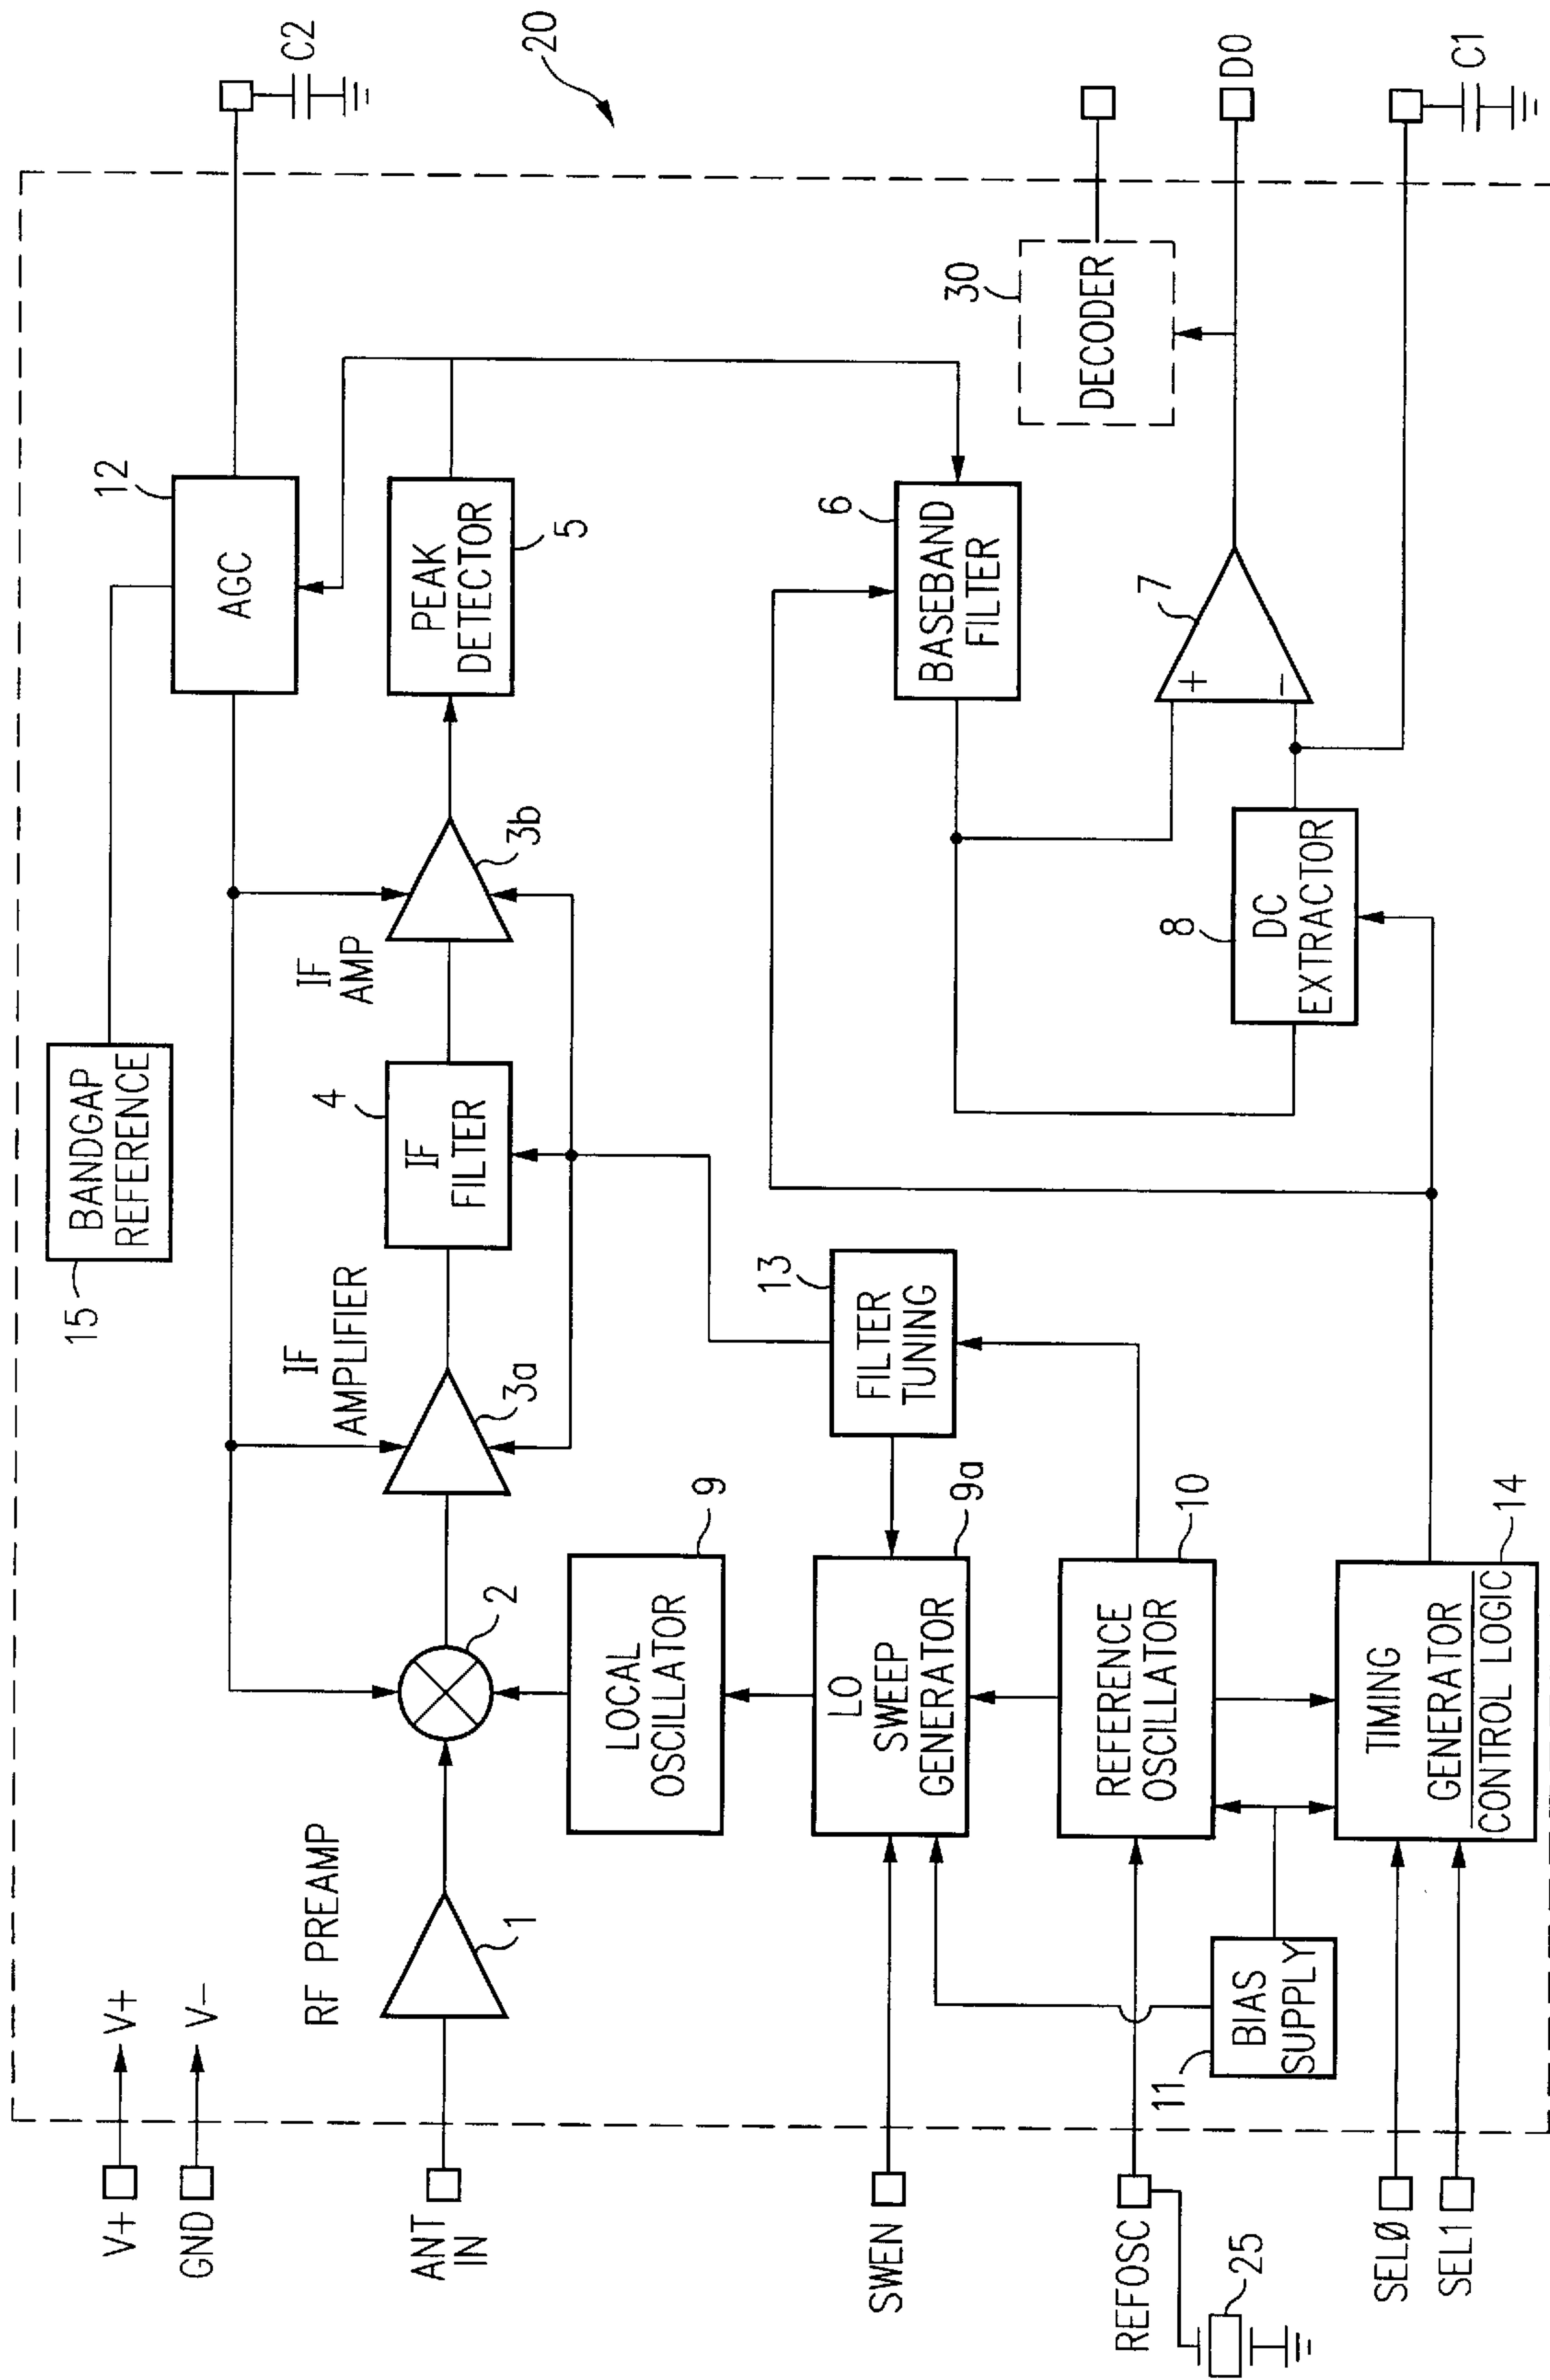 V+
V+
GND
V−
ANT
IN
RF PREAMP
1
2
IF
AMPLIFIER
3a
4
IF
FILTER
IF
AMP
3b
PEAK
DETECTOR
5
15
BANDGAP
REFERENCE
12
AGC
C2
20
LOCAL
OSCILLATOR
9
SWEN
LO
SWEEP
GENERATOR
9a
13
FILTER
TUNING
6
BASEBAND
FILTER
30
DECODER
REFOSC
25
REFERENCE
OSCILLATOR
10
11
BIAS
SUPPLY
8
DC
EXTRACTOR
7
+
−
DO
C1
SELØ
SEL1
TIMING
GENERATOR
CONTROL LOGIC
14